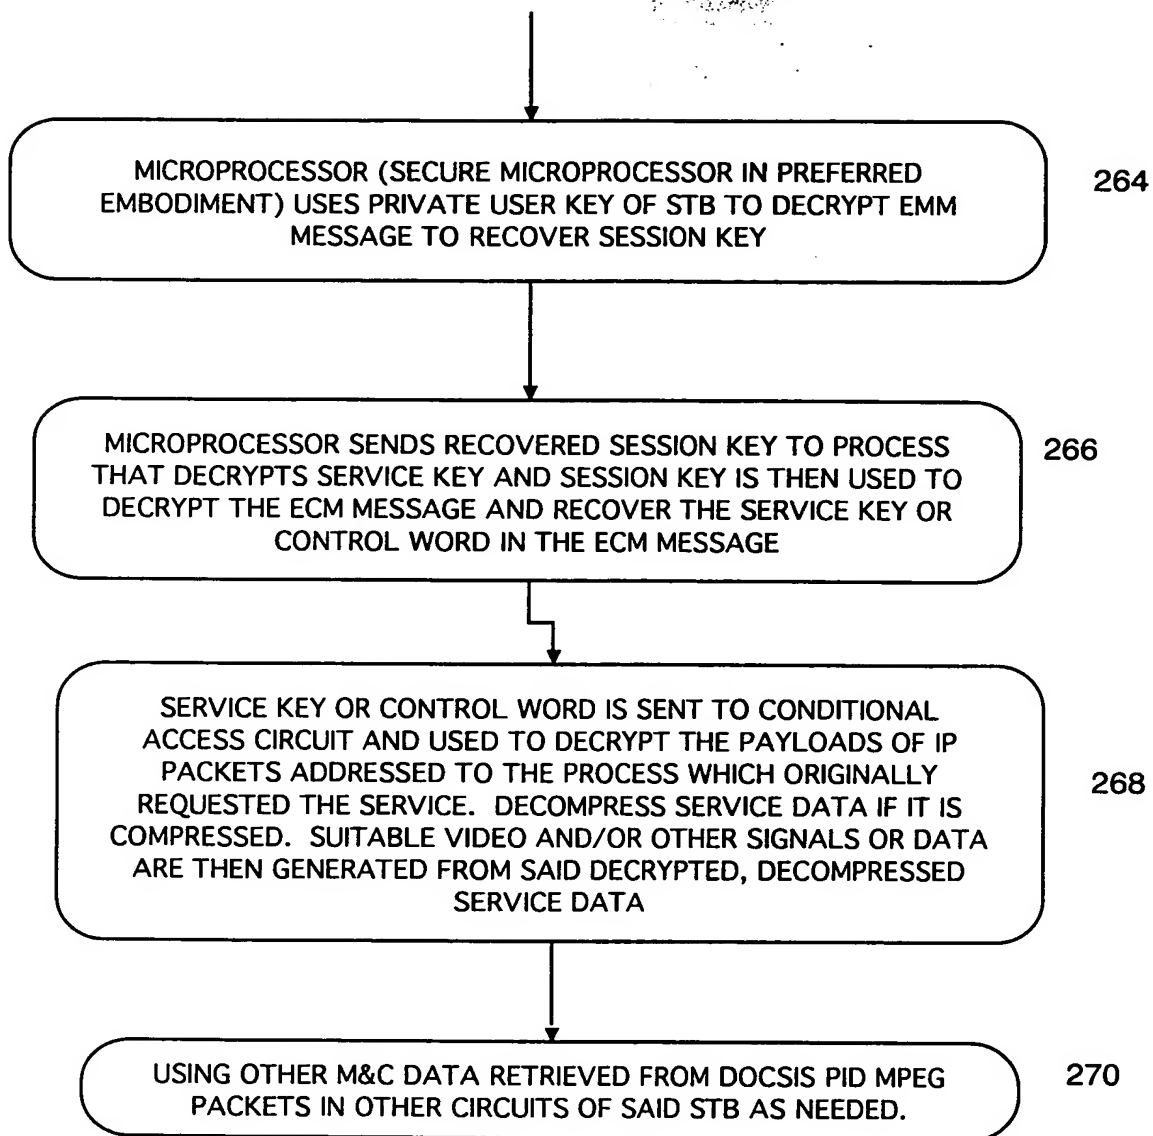 MICROPROCESSOR (SECURE MICROPROCESSOR IN PREFERRED
EMBODIMENT) USES PRIVATE USER KEY OF STB TO DECRYPT EMM
MESSAGE TO RECOVER SESSION KEY
264
MICROPROCESSOR SENDS RECOVERED SESSION KEY TO PROCESS
THAT DECRYPTS SERVICE KEY AND SESSION KEY IS THEN USED TO
DECRYPT THE ECM MESSAGE AND RECOVER THE SERVICE KEY OR
CONTROL WORD IN THE ECM MESSAGE
266
SERVICE KEY OR CONTROL WORD IS SENT TO CONDITIONAL
ACCESS CIRCUIT AND USED TO DECRYPT THE PAYLOADS OF IP
PACKETS ADDRESSED TO THE PROCESS WHICH ORIGINALLY
REQUESTED THE SERVICE. DECOMPRESS SERVICE DATA IF IT IS
COMPRESSED. SUITABLE VIDEO AND/OR OTHER SIGNALS OR DATA
ARE THEN GENERATED FROM SAID DECRYPTED, DECOMPRESSED
SERVICE DATA
268
USING OTHER M&C DATA RETRIEVED FROM DOCSIS PID MPEG
PACKETS IN OTHER CIRCUITS OF SAID STB AS NEEDED.
270